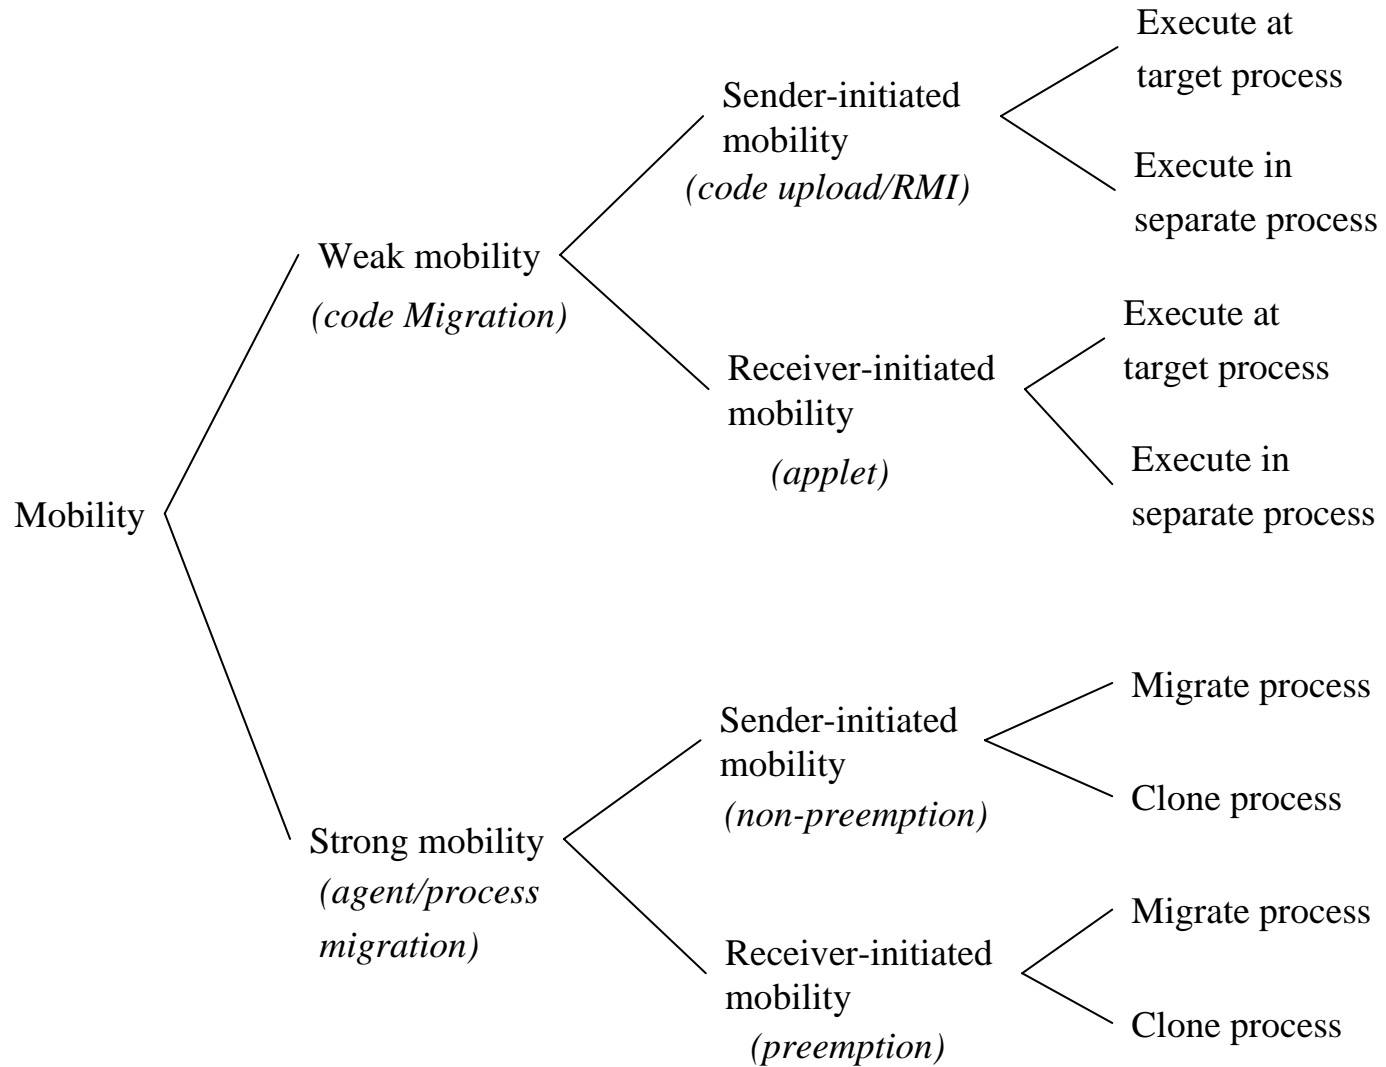 Execute at
target process
Sender-initiated
mobility
(code upload/RMI)
Execute in
separate process
Weak mobility
(code Migration)
Execute at
target process
Receiver-initiated
mobility
(applet)
Execute in
separate process
Mobility
Migrate process
Sender-initiated
mobility
(non-preemption)
Clone process
Strong mobility
(agent/process
migration)
Migrate process
Receiver-initiated
mobility
(preemption)
Clone process